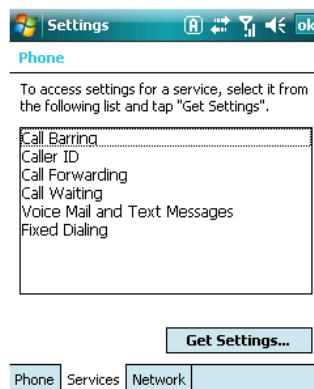 Settings
A
ok
Phone
To access settings for a service, select it from
the following list and tap "Get Settings".
Call Barring
Caller ID
Call Forwarding
Call Waiting
Voice Mail and Text Messages
Fixed Dialing
Get Settings...
Phone Services Network